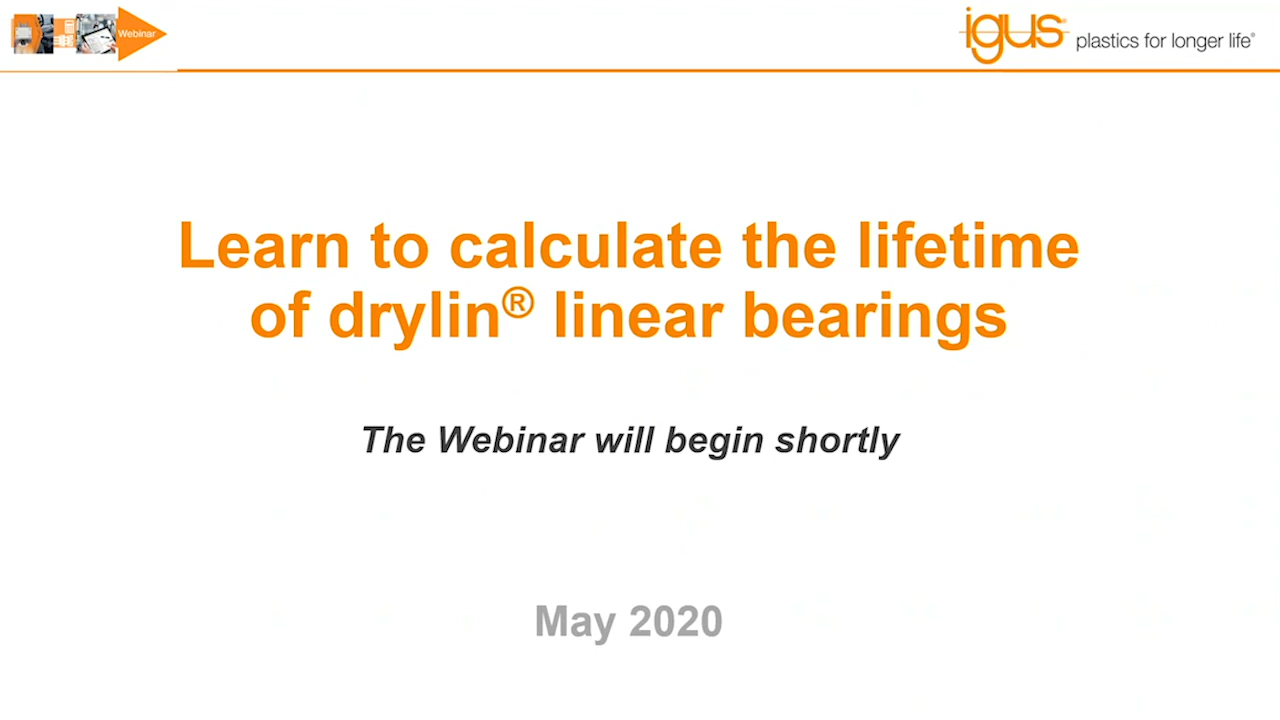 Webinar
igus® plastics for longer life®
Learn to calculate the lifetime
of drylin® linear bearings
The Webinar will begin shortly
May 2020